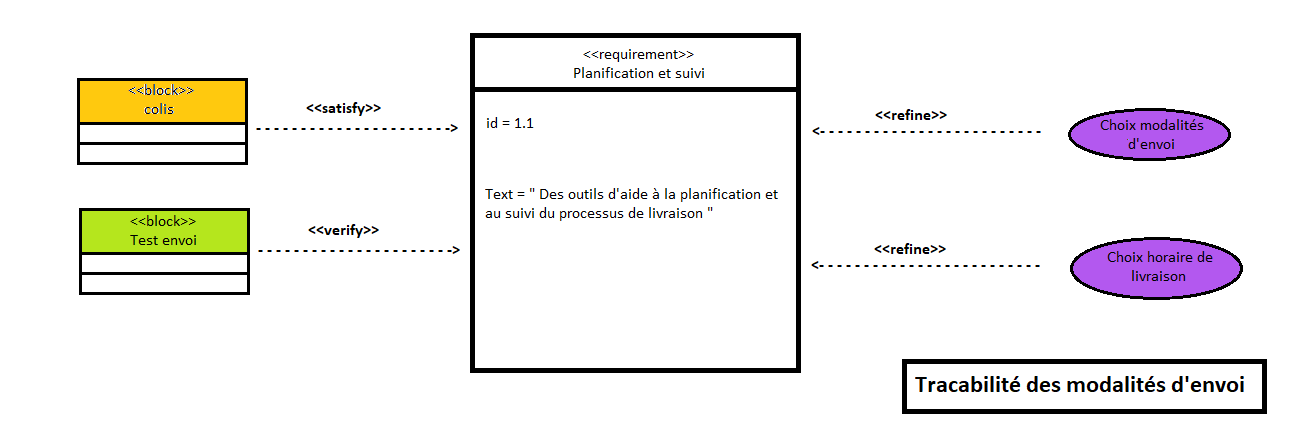 <<requirement>>
Planification et suivi
<<block>>
colis
<<satisfy>>
id = 1.1
<<refine>>
Choix modalités
d'envoi
Text = " Des outils d'aide à la planification et
au suivi du processus de livraison "
<<block>>
Test envoi
<<verify>>
<<refine>>
Choix horaire de
livraison
Tracabilité des modalités d'envoi